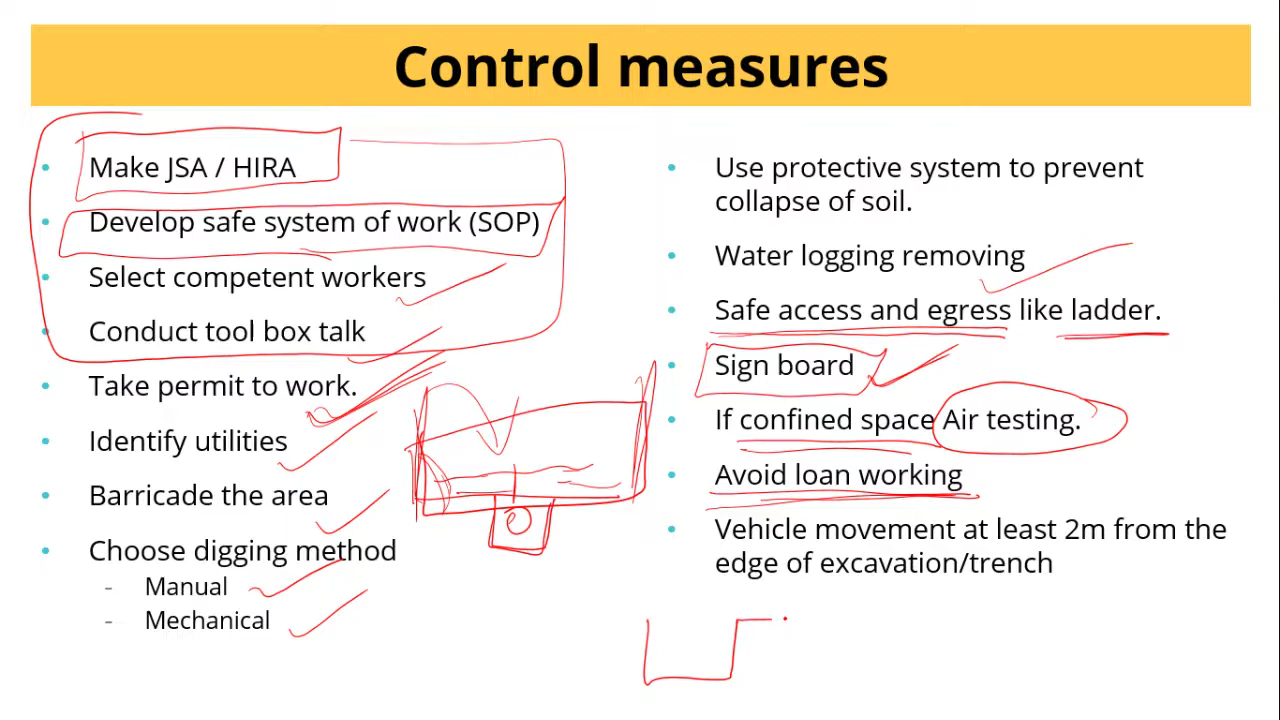 Control measures
• Make JSA / HIRA
• Develop safe system of work (SOP)
• Select competent workers
• Conduct tool box talk
• Take permit to work.
• Identify utilities
• Barricade the area
• Choose digging method
- Manual
- Mechanical
• Use protective system to prevent
collapse of soil.
• Water logging removing
• Safe access and egress like ladder.
• Sign board
• If confined space Air testing.
• Avoid loan working
• Vehicle movement at least 2m from the
edge of excavation/trench